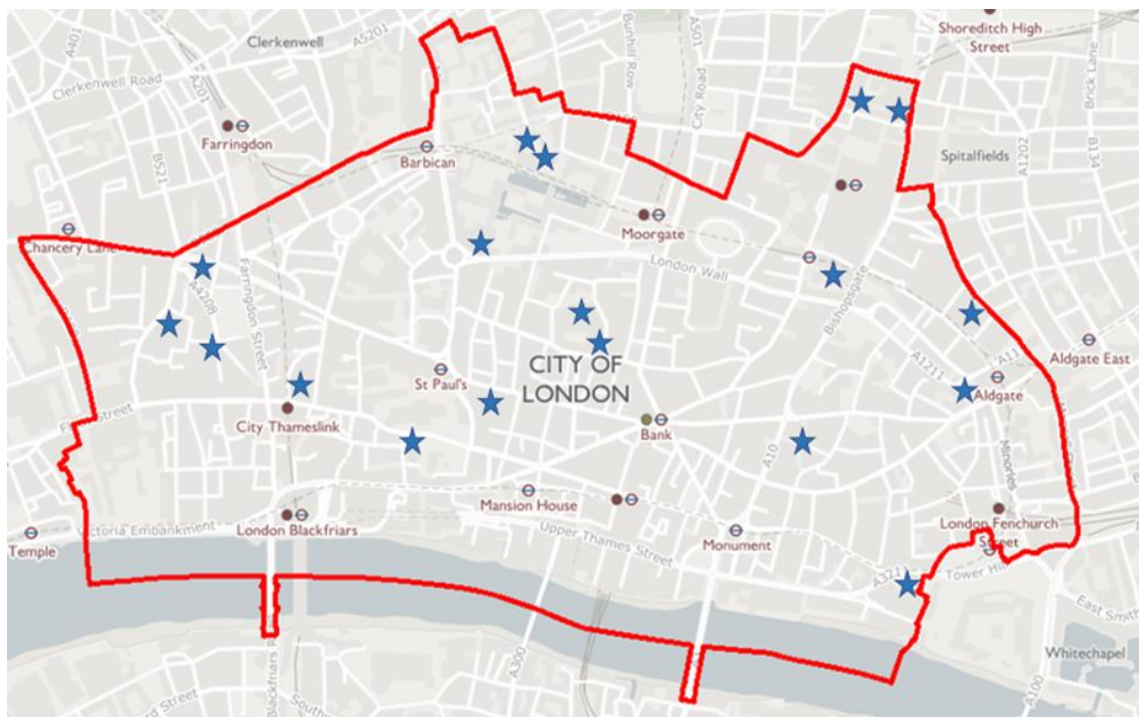 Shoreditch High
Street
Clerkenwell
A5201
A401
Clerkenwell Road
A201
Bunhill Row
A501
City Road
Brick Lane
Farringdon
B521
Barbican
Spitalfields
A1202
B134
Chancery Lane
Moorgate
London Wall
A4208
Farringdon Street
Bishopsgate
A1211
A11
Aldgate East
St Paul's
CITY OF
LONDON
Aldgate
Street
City Thameslink
Bank
A10
Minories
Mansion House
London Blackfriars
Victoria Embankment
Temple
Upper Thames Street
Monument
London Fenchurch
Street
A3211
Tower Hill
East Smith
Whitechapel
A300
A100
Blackfriars R
rd Street
South